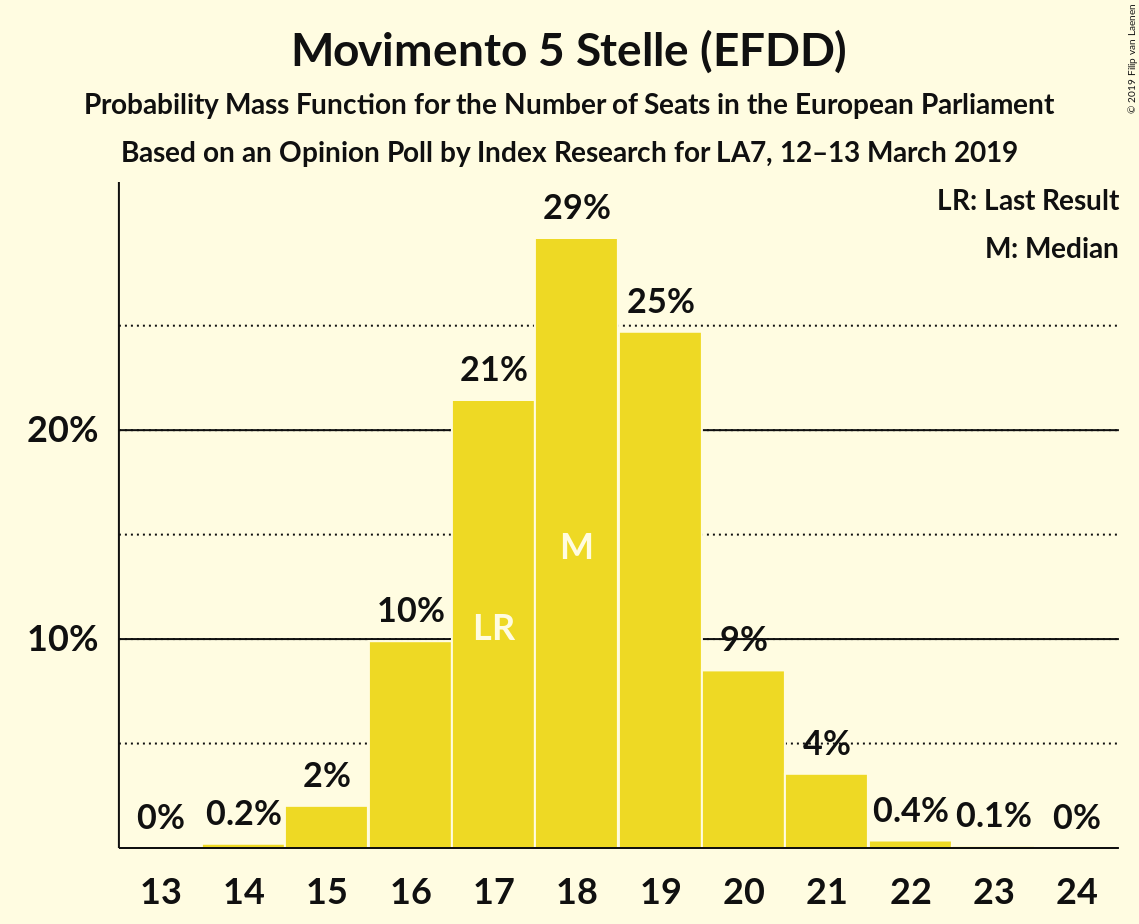 Movimento 5 Stelle (EFDD)
Probability Mass Function for the Number of Seats in the European Parliament
Based on an Opinion Poll by Index Research for LA7, 12–13 March 2019
© 2019 Filip van Laenen
LR: Last Result
M: Median
29%
25%
21%
20%
M
10%
LR
10%
9%
4%
2%
0%
0.2%
0.4%
0.1%
0%
13 14 15 16 17 18 19 20 21 22 23 24